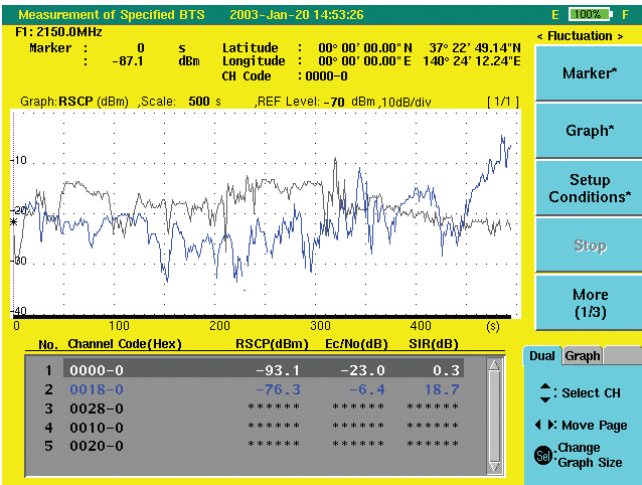 Measurement of Specified BTS 2003-Jan-20 14:53:26 E 100% F
F1: 2150.0MHz
Marker : 0 s Latitude : 00° 00' 00.00" N 37° 22' 49.14"N
: -87.1 dBm Longitude : 00° 00' 00.00" E 140° 24' 12.24"E
CH Code : 0000-0
Graph: RSCP (dBm) ,Scale: 500 s ,REF Level: -70 dBm ,10dB/div [ 1/1 ]
-10
-20
*
-30
-40
0 100 200 300 400 (s)
No. Channel Code(Hex) RSCP(dBm) Ec/No(dB) SIR(dB)
1 0000-0 -93.1 -23.0 0.3
2 0018-0 -76.3 -6.4 18.7
3 0028-0 ****** ****** ******
4 0010-0 ****** ****** ******
5 0020-0 ****** ****** ******
< Fluctuation >
Marker*
Graph*
Setup
Conditions*
Stop
More
(1/3)
Dual Graph
: Select CH
: Move Page
Sel : Change
Graph Size